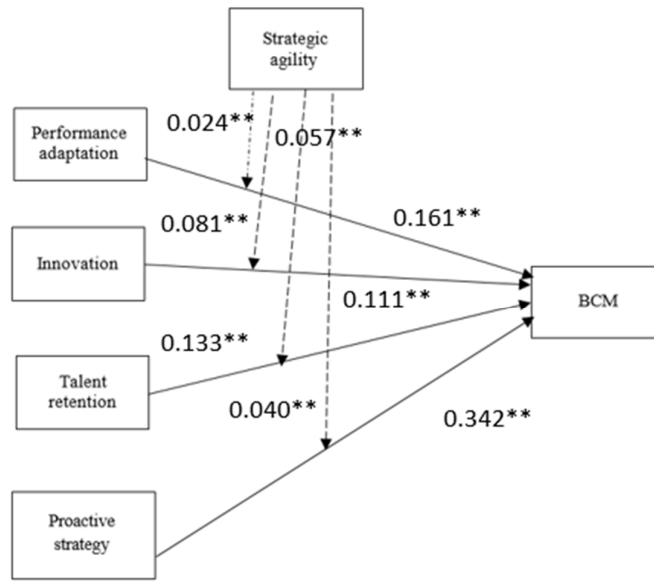 Strategic
agility
0.024**
0.057**
Performance
adaptation
0.081**
0.161**
Innovation
BCM
0.111**
0.133**
Talent
retention
0.040**
0.342**
Proactive
strategy